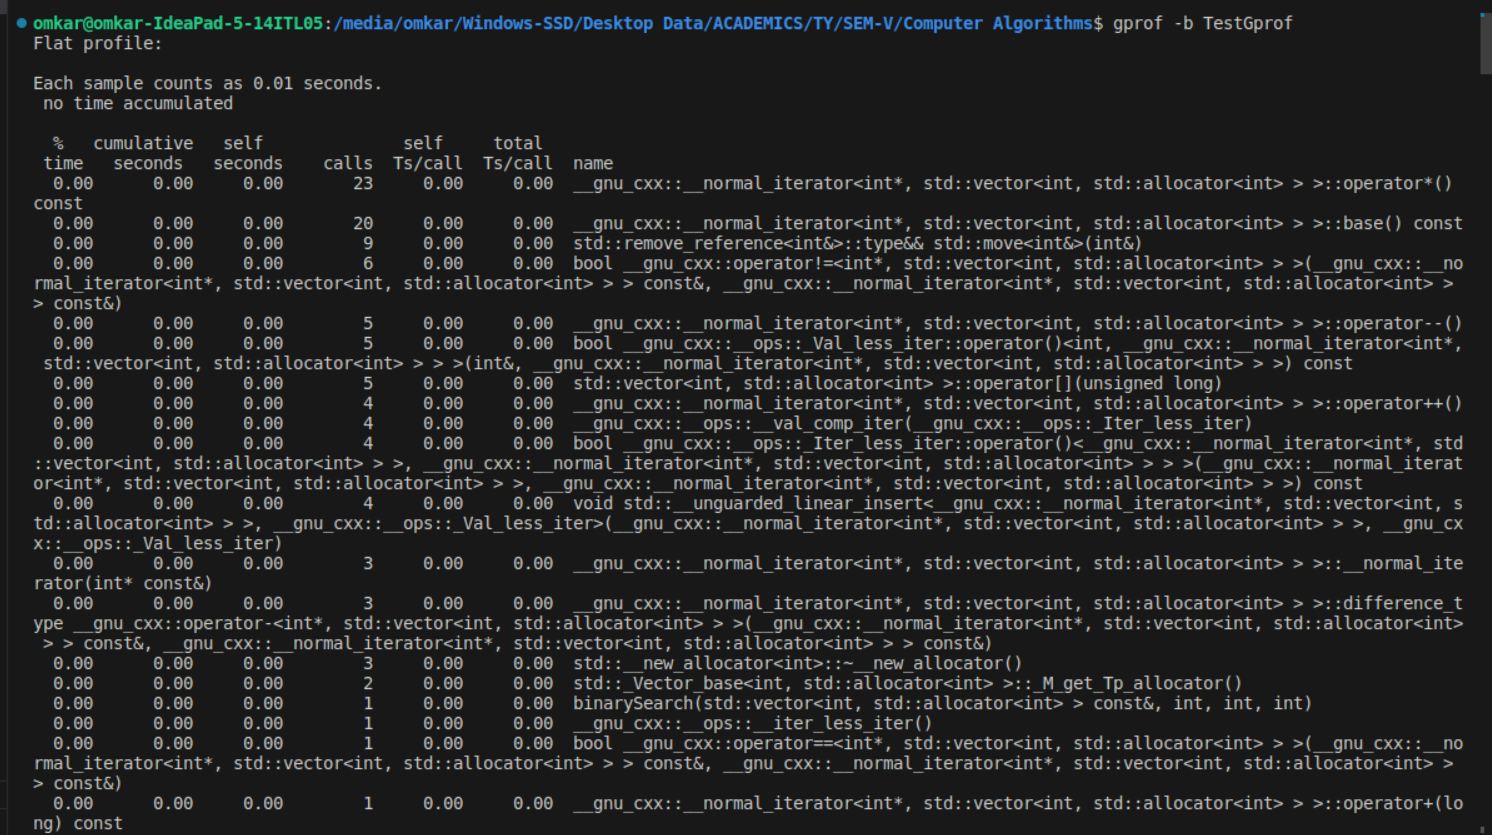 omkar@omkar-IdeaPad-5-14ITL05:/media/omkar/Windows-SSD/Desktop Data/ACADEMICS/TY/SEM-V/Computer Algorithms$ gprof -b TestGprof
Flat profile:

Each sample counts as 0.01 seconds.
 no time accumulated

  %   cumulative   self              self     total
 time   seconds   seconds    calls  Ts/call  Ts/call  name
  0.00      0.00     0.00       23     0.00     0.00  __gnu_cxx::__normal_iterator<int*, std::vector<int, std::allocator<int> > >::operator*()
const
  0.00      0.00     0.00       20     0.00     0.00  __gnu_cxx::__normal_iterator<int*, std::vector<int, std::allocator<int> > >::base() const
  0.00      0.00     0.00        9     0.00     0.00  std::remove_reference<int&>::type&& std::move<int&>(int&)
  0.00      0.00     0.00        6     0.00     0.00  bool __gnu_cxx::operator!=<int*, std::vector<int, std::allocator<int> > >(__gnu_cxx::__no
rmal_iterator<int*, std::vector<int, std::allocator<int> > > const&, __gnu_cxx::__normal_iterator<int*, std::vector<int, std::allocator<int> >
> const&)
  0.00      0.00     0.00        5     0.00     0.00  __gnu_cxx::__normal_iterator<int*, std::vector<int, std::allocator<int> > >::operator--()
  0.00      0.00     0.00        5     0.00     0.00  bool __gnu_cxx::__ops::_Val_less_iter::operator()<int, __gnu_cxx::__normal_iterator<int*,
 std::vector<int, std::allocator<int> > > >(int&, __gnu_cxx::__normal_iterator<int*, std::vector<int, std::allocator<int> > >) const
  0.00      0.00     0.00        5     0.00     0.00  std::vector<int, std::allocator<int> >::operator[](unsigned long)
  0.00      0.00     0.00        4     0.00     0.00  __gnu_cxx::__normal_iterator<int*, std::vector<int, std::allocator<int> > >::operator++()
  0.00      0.00     0.00        4     0.00     0.00  __gnu_cxx::__ops::__val_comp_iter(__gnu_cxx::__ops::_Iter_less_iter)
  0.00      0.00     0.00        4     0.00     0.00  bool __gnu_cxx::__ops::_Iter_less_iter::operator()<__gnu_cxx::__normal_iterator<int*, std
::vector<int, std::allocator<int> > >, __gnu_cxx::__normal_iterator<int*, std::vector<int, std::allocator<int> > > >(__gnu_cxx::__normal_iterat
or<int*, std::vector<int, std::allocator<int> > >, __gnu_cxx::__normal_iterator<int*, std::vector<int, std::allocator<int> > >) const
  0.00      0.00     0.00        4     0.00     0.00  void std::__unguarded_linear_insert<__gnu_cxx::__normal_iterator<int*, std::vector<int, s
td::allocator<int> > >, __gnu_cxx::__ops::_Val_less_iter>(__gnu_cxx::__normal_iterator<int*, std::vector<int, std::allocator<int> > >, __gnu_cx
x::__ops::_Val_less_iter)
  0.00      0.00     0.00        3     0.00     0.00  __gnu_cxx::__normal_iterator<int*, std::vector<int, std::allocator<int> > >::__normal_ite
rator(int* const&)
  0.00      0.00     0.00        3     0.00     0.00  __gnu_cxx::__normal_iterator<int*, std::vector<int, std::allocator<int> > >::difference_t
ype __gnu_cxx::operator-<int*, std::vector<int, std::allocator<int> > >(__gnu_cxx::__normal_iterator<int*, std::vector<int, std::allocator<int>
 > > const&, __gnu_cxx::__normal_iterator<int*, std::vector<int, std::allocator<int> > > const&)
  0.00      0.00     0.00        3     0.00     0.00  std::__new_allocator<int>::~__new_allocator()
  0.00      0.00     0.00        2     0.00     0.00  std::_Vector_base<int, std::allocator<int> >::_M_get_Tp_allocator()
  0.00      0.00     0.00        1     0.00     0.00  binarySearch(std::vector<int, std::allocator<int> > const&, int, int, int)
  0.00      0.00     0.00        1     0.00     0.00  __gnu_cxx::__ops::__iter_less_iter()
  0.00      0.00     0.00        1     0.00     0.00  bool __gnu_cxx::operator==<int*, std::vector<int, std::allocator<int> > >(__gnu_cxx::__no
rmal_iterator<int*, std::vector<int, std::allocator<int> > > const&, __gnu_cxx::__normal_iterator<int*, std::vector<int, std::allocator<int> >
> const&)
  0.00      0.00     0.00        1     0.00     0.00  __gnu_cxx::__normal_iterator<int*, std::vector<int, std::allocator<int> > >::operator+(lo
ng) const